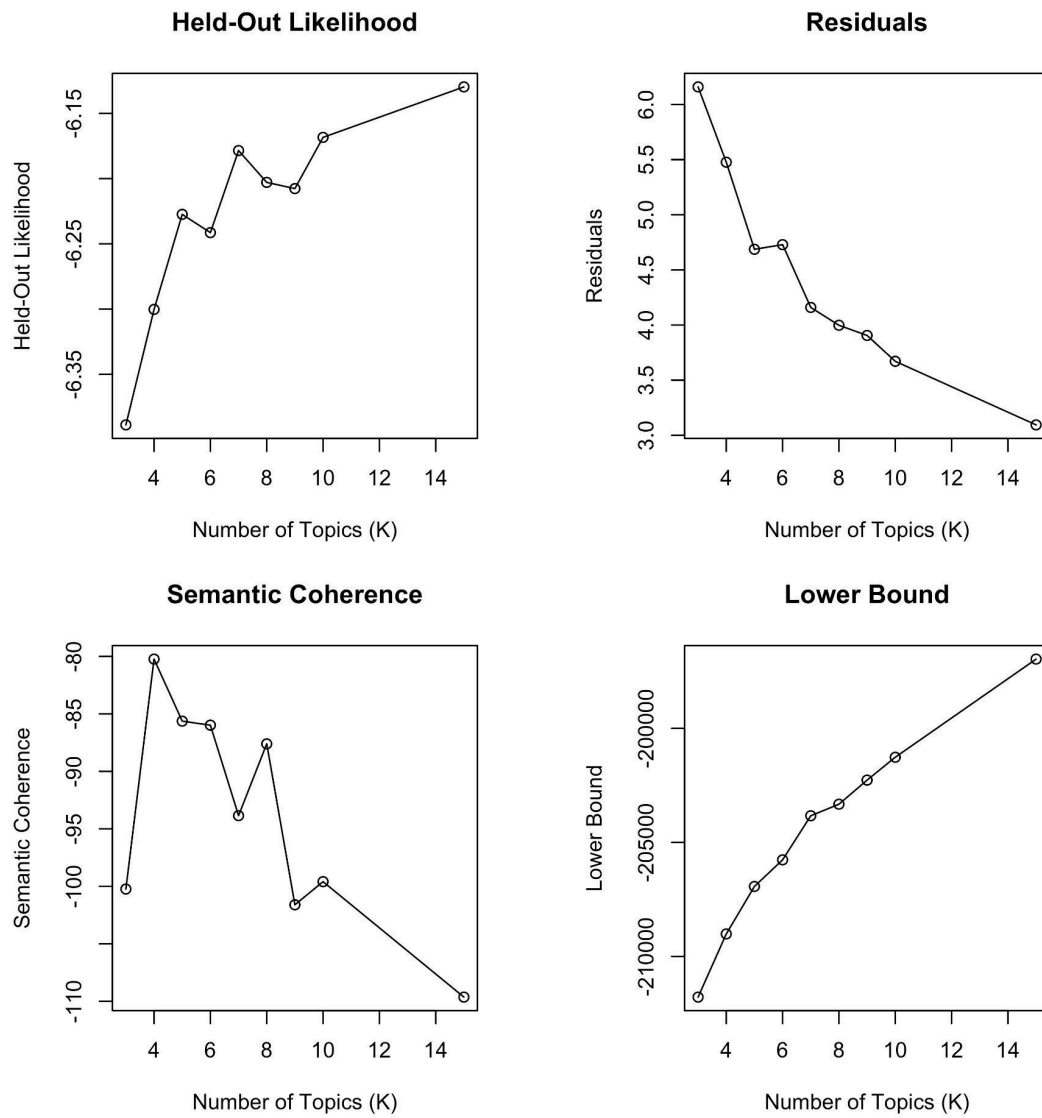 Held-Out Likelihood
Held-Out Likelihood
-6.15
-6.25
-6.35
4 6 8 10 12 14
Number of Topics (K)
Residuals
Residuals
6.0
5.5
5.0
4.5
4.0
3.5
3.0
4 6 8 10 12 14
Number of Topics (K)
Semantic Coherence
Semantic Coherence
-80
-85
-90
-95
-100
-110
4 6 8 10 12 14
Number of Topics (K)
Lower Bound
Lower Bound
-200000
-205000
-210000
4 6 8 10 12 14
Number of Topics (K)